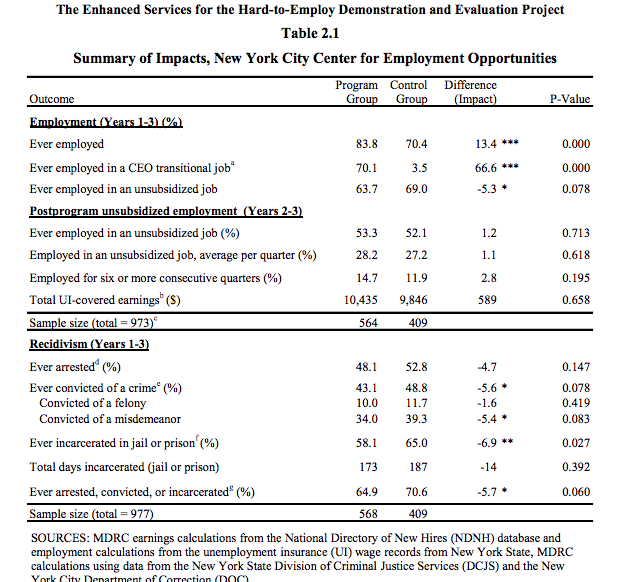 The Enhanced Services for the Hard-to-Employ Demonstration and Evaluation Project
Table 2.1
Summary of Impacts, New York City Center for Employment Opportunities
Program Control Difference
Outcome Group Group (Impact) P-Value
Employment (Years 1-3) (%)
Ever employed 83.8 70.4 13.4 *** 0.000
Ever employed in a CEO transitional job^a 70.1 3.5 66.6 *** 0.000
Ever employed in an unsubsidized job 63.7 69.0 -5.3 * 0.078
Postprogram unsubsidized employment (Years 2-3)
Ever employed in an unsubsidized job (%) 53.3 52.1 1.2 0.713
Employed in an unsubsidized job, average per quarter (%) 28.2 27.2 1.1 0.618
Employed for six or more consecutive quarters (%) 14.7 11.9 2.8 0.195
Total UI-covered earnings^b ($) 10,435 9,846 589 0.658
Sample size (total = 973)^c 564 409
Recidivism (Years 1-3)
Ever arrested^d (%) 48.1 52.8 -4.7 0.147
Ever convicted of a crime^e (%) 43.1 48.8 -5.6 * 0.078
Convicted of a felony 10.0 11.7 -1.6 0.419
Convicted of a misdemeanor 34.0 39.3 -5.4 * 0.083
Ever incarcerated in jail or prison^f (%) 58.1 65.0 -6.9 ** 0.027
Total days incarcerated (jail or prison) 173 187 -14 0.392
Ever arrested, convicted, or incarcerated^g (%) 64.9 70.6 -5.7 * 0.060
Sample size (total = 977) 568 409
SOURCES: MDRC earnings calculations from the National Directory of New Hires (NDNH) database and
employment calculations from the unemployment insurance (UI) wage records from New York State, MDRC
calculations using data from the New York State Division of Criminal Justice Services (DCJS) and the New
York City Department of Correction (DOC)